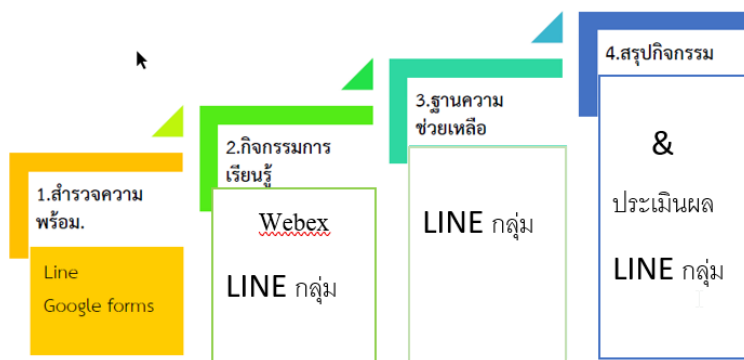 1.สำรวจความ
พร้อม.
Line
Google forms
2.กิจกรรมการ
เรียนรู้
Webex
LINE กลุ่ม
3.ฐานความ
ช่วยเหลือ
LINE กลุ่ม
4.สรุปกิจกรรม
&
ประเมินผล
LINE กลุ่ม